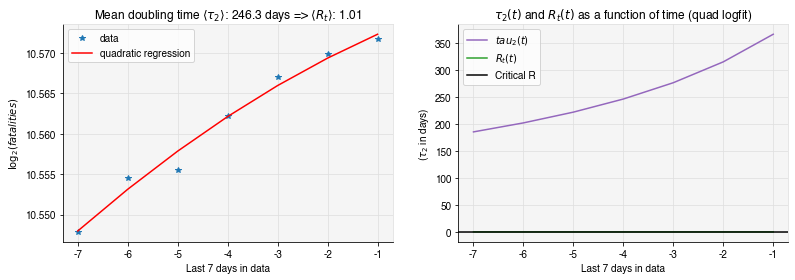 Mean doubling time ⟨τ₂⟩: 246.3 days => ⟨Rₜ⟩: 1.01
data
quadratic regression
log₂(fatalities)
10.570
10.565
10.560
10.555
10.550
-7 -6 -5 -4 -3 -2 -1
Last 7 days in data
τ₂(t) and Rₜ(t) as a function of time (quad logfit)
tau₂(t)
Rₜ(t)
Critical R
(τ₂ in days)
350
300
250
200
150
100
50
0
-7 -6 -5 -4 -3 -2 -1
Last 7 days in data